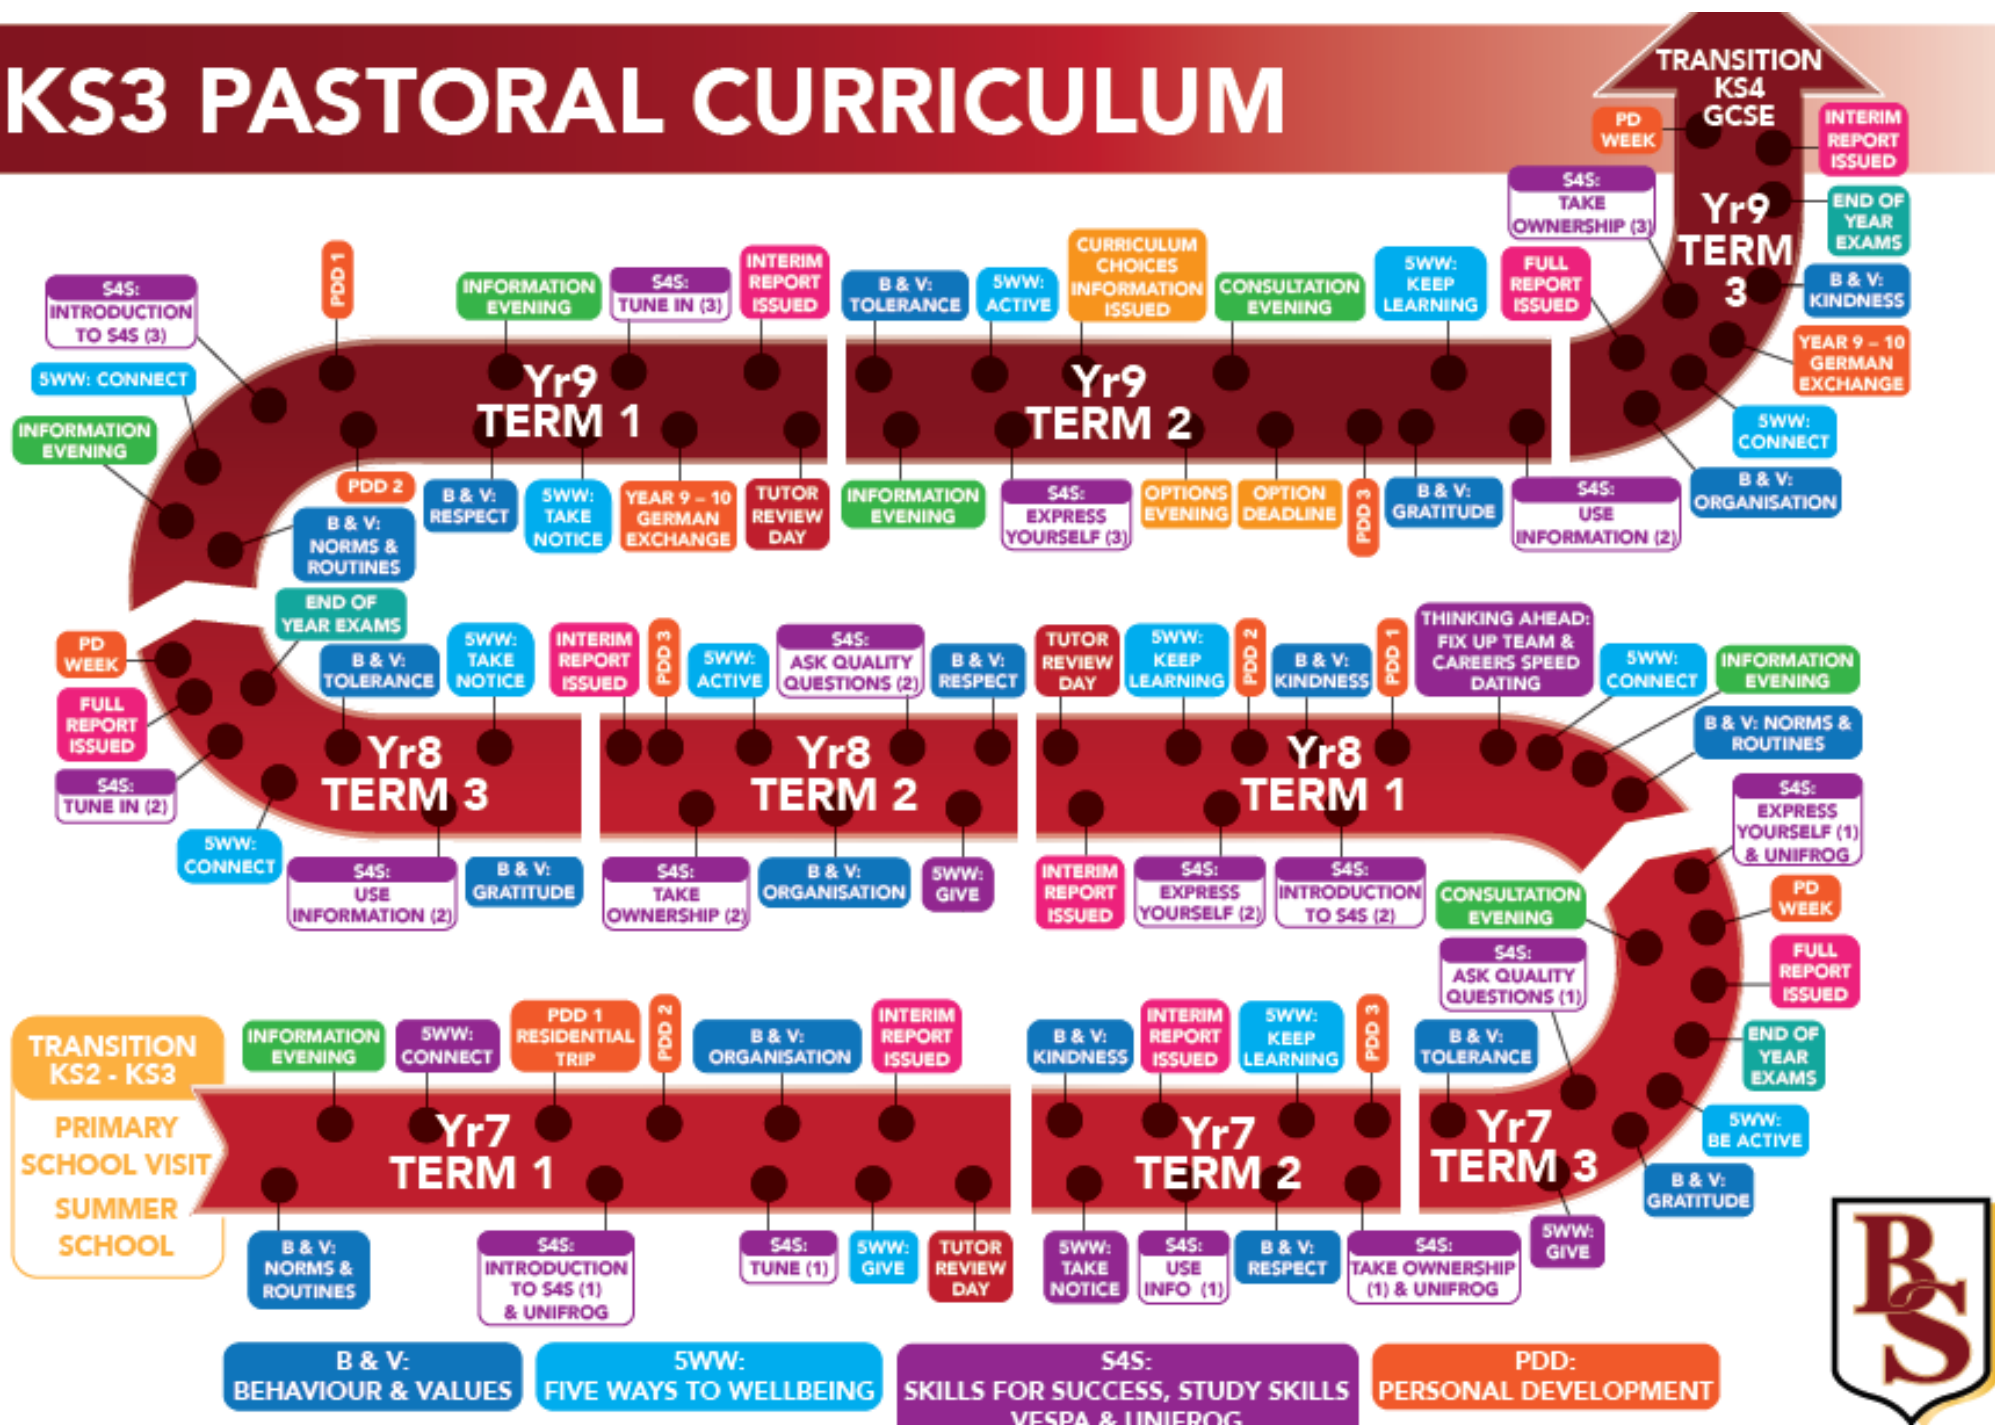 KS3 PASTORAL CURRICULUM
TRANSITION
KS4
GCSE
PD
WEEK
INTERIM
REPORT
ISSUED
S4S:
TAKE
OWNERSHIP (3)
END OF
YEAR
EXAMS
Yr9
TERM
3
B & V:
KINDNESS
FULL
REPORT
ISSUED
YEAR 9 – 10
GERMAN
EXCHANGE
5WW:
CONNECT
B & V:
ORGANISATION
S4S:
INTRODUCTION
TO S4S (3)
PDD 1
INFORMATION
EVENING
S4S:
TUNE IN (3)
INTERIM
REPORT
ISSUED
B & V:
TOLERANCE
5WW:
ACTIVE
CURRICULUM
CHOICES
INFORMATION
ISSUED
CONSULTATION
EVENING
5WW:
KEEP
LEARNING
5WW: CONNECT
INFORMATION
EVENING
Yr9
TERM 1
Yr9
TERM 2
PDD 2
B & V:
NORMS &
ROUTINES
B & V:
RESPECT
5WW:
TAKE
NOTICE
YEAR 9 – 10
GERMAN
EXCHANGE
TUTOR
REVIEW
DAY
INFORMATION
EVENING
S4S:
EXPRESS
YOURSELF (3)
OPTIONS
EVENING
OPTION
DEADLINE
PDD 3
B & V:
GRATITUDE
S4S:
USE
INFORMATION (2)
END OF
YEAR EXAMS
PD
WEEK
FULL
REPORT
ISSUED
S4S:
TUNE IN (2)
5WW:
CONNECT
B & V:
TOLERANCE
5WW:
TAKE
NOTICE
INTERIM
REPORT
ISSUED
PDD 3
5WW:
ACTIVE
S4S:
ASK QUALITY
QUESTIONS (2)
B & V:
RESPECT
TUTOR
REVIEW
DAY
5WW:
KEEP
LEARNING
PDD 2
B & V:
KINDNESS
PDD 1
THINKING AHEAD:
FIX UP TEAM &
CAREERS SPEED
DATING
5WW:
CONNECT
INFORMATION
EVENING
B & V: NORMS &
ROUTINES
Yr8
TERM 3
Yr8
TERM 2
Yr8
TERM 1
S4S:
USE
INFORMATION (2)
B & V:
GRATITUDE
S4S:
TAKE
OWNERSHIP (2)
B & V:
ORGANISATION
5WW:
GIVE
INTERIM
REPORT
ISSUED
S4S:
EXPRESS
YOURSELF (2)
S4S:
INTRODUCTION
TO S4S (2)
S4S:
EXPRESS
YOURSELF (1)
& UNIFROG
CONSULTATION
EVENING
PD
WEEK
S4S:
ASK QUALITY
QUESTIONS (1)
FULL
REPORT
ISSUED
END OF
YEAR
EXAMS
5WW:
BE ACTIVE
B & V:
GRATITUDE
TRANSITION
KS2 - KS3
PRIMARY
SCHOOL VISIT
SUMMER
SCHOOL
INFORMATION
EVENING
5WW:
CONNECT
PDD 1
RESIDENTIAL
TRIP
PDD 2
B & V:
ORGANISATION
INTERIM
REPORT
ISSUED
B & V:
KINDNESS
INTERIM
REPORT
ISSUED
5WW:
KEEP
LEARNING
PDD 3
B & V:
TOLERANCE
Yr7
TERM 1
Yr7
TERM 2
Yr7
TERM 3
B & V:
NORMS &
ROUTINES
S4S:
INTRODUCTION
TO S4S (1)
& UNIFROG
S4S:
TUNE (1)
5WW:
GIVE
TUTOR
REVIEW
DAY
5WW:
TAKE
NOTICE
S4S:
USE
INFO (1)
B & V:
RESPECT
S4S:
TAKE OWNERSHIP
(1) & UNIFROG
5WW:
GIVE
B & V:
BEHAVIOUR & VALUES
5WW:
FIVE WAYS TO WELLBEING
S4S:
SKILLS FOR SUCCESS, STUDY SKILLS
VESPA & UNIFROG
PDD:
PERSONAL DEVELOPMENT
BS